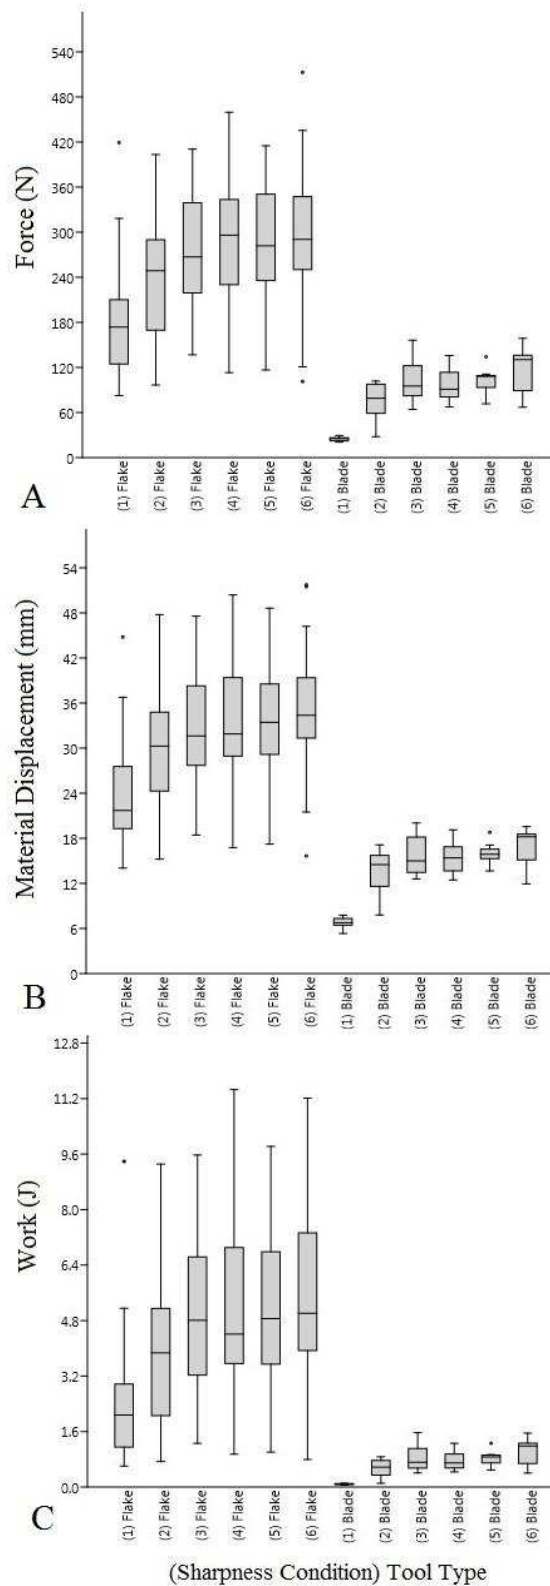 540
480
420
360
300
240
180
120
60
0
Force (N)
A
(1) Flake
(2) Flake
(3) Flake
(4) Flake
(5) Flake
(6) Flake
(1) Blade
(2) Blade
(3) Blade
(4) Blade
(5) Blade
(6) Blade
54
48
42
36
30
24
18
12
6
0
Material Displacement (mm)
B
(1) Flake
(2) Flake
(3) Flake
(4) Flake
(5) Flake
(6) Flake
(1) Blade
(2) Blade
(3) Blade
(4) Blade
(5) Blade
(6) Blade
12.8
11.2
9.6
8.0
6.4
4.8
3.2
1.6
0.0
Work (J)
C
(1) Flake
(2) Flake
(3) Flake
(4) Flake
(5) Flake
(6) Flake
(1) Blade
(2) Blade
(3) Blade
(4) Blade
(5) Blade
(6) Blade
(Sharpness Condition) Tool Type